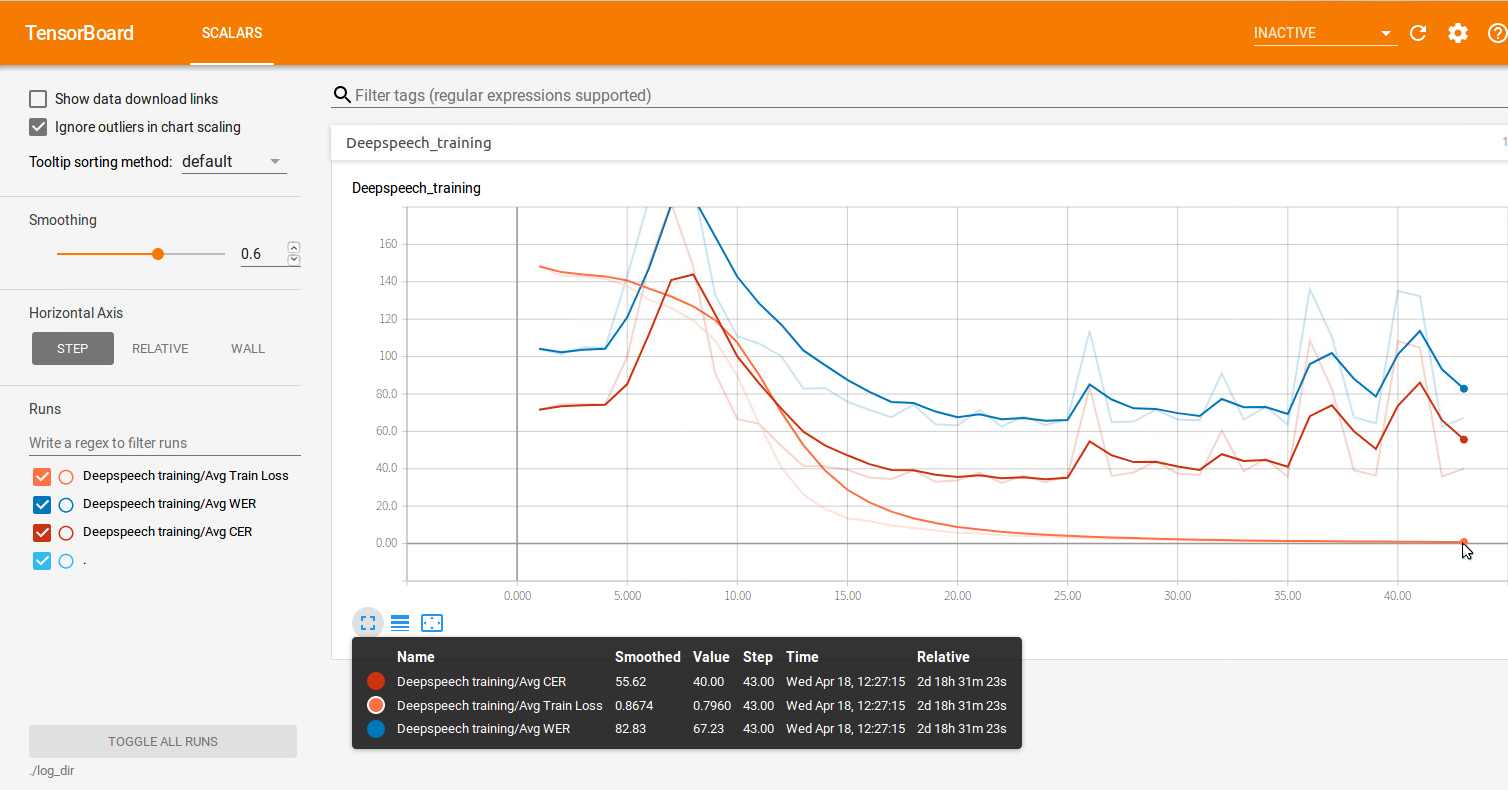 TensorBoard SCALARS INACTIVE
Show data download links
Ignore outliers in chart scaling
Tooltip sorting method: default
Smoothing
0.6
Horizontal Axis
STEP RELATIVE WALL
Runs
Write a regex to filter runs
Deepspeech training/Avg Train Loss
Deepspeech training/Avg WER
Deepspeech training/Avg CER
.
TOGGLE ALL RUNS
./log_dir
Filter tags (regular expressions supported)
Deepspeech_training 1
Deepspeech_training
160
140
120
100
80.0
60.0
40.0
20.0
0.00
0.000 5.000 10.00 15.00 20.00 25.00 30.00 35.00 40.00
Name Smoothed Value Step Time Relative
Deepspeech training/Avg CER 55.62 40.00 43.00 Wed Apr 18, 12:27:15 2d 18h 31m 23s
Deepspeech training/Avg Train Loss 0.8674 0.7960 43.00 Wed Apr 18, 12:27:15 2d 18h 31m 23s
Deepspeech training/Avg WER 82.83 67.23 43.00 Wed Apr 18, 12:27:15 2d 18h 31m 23s